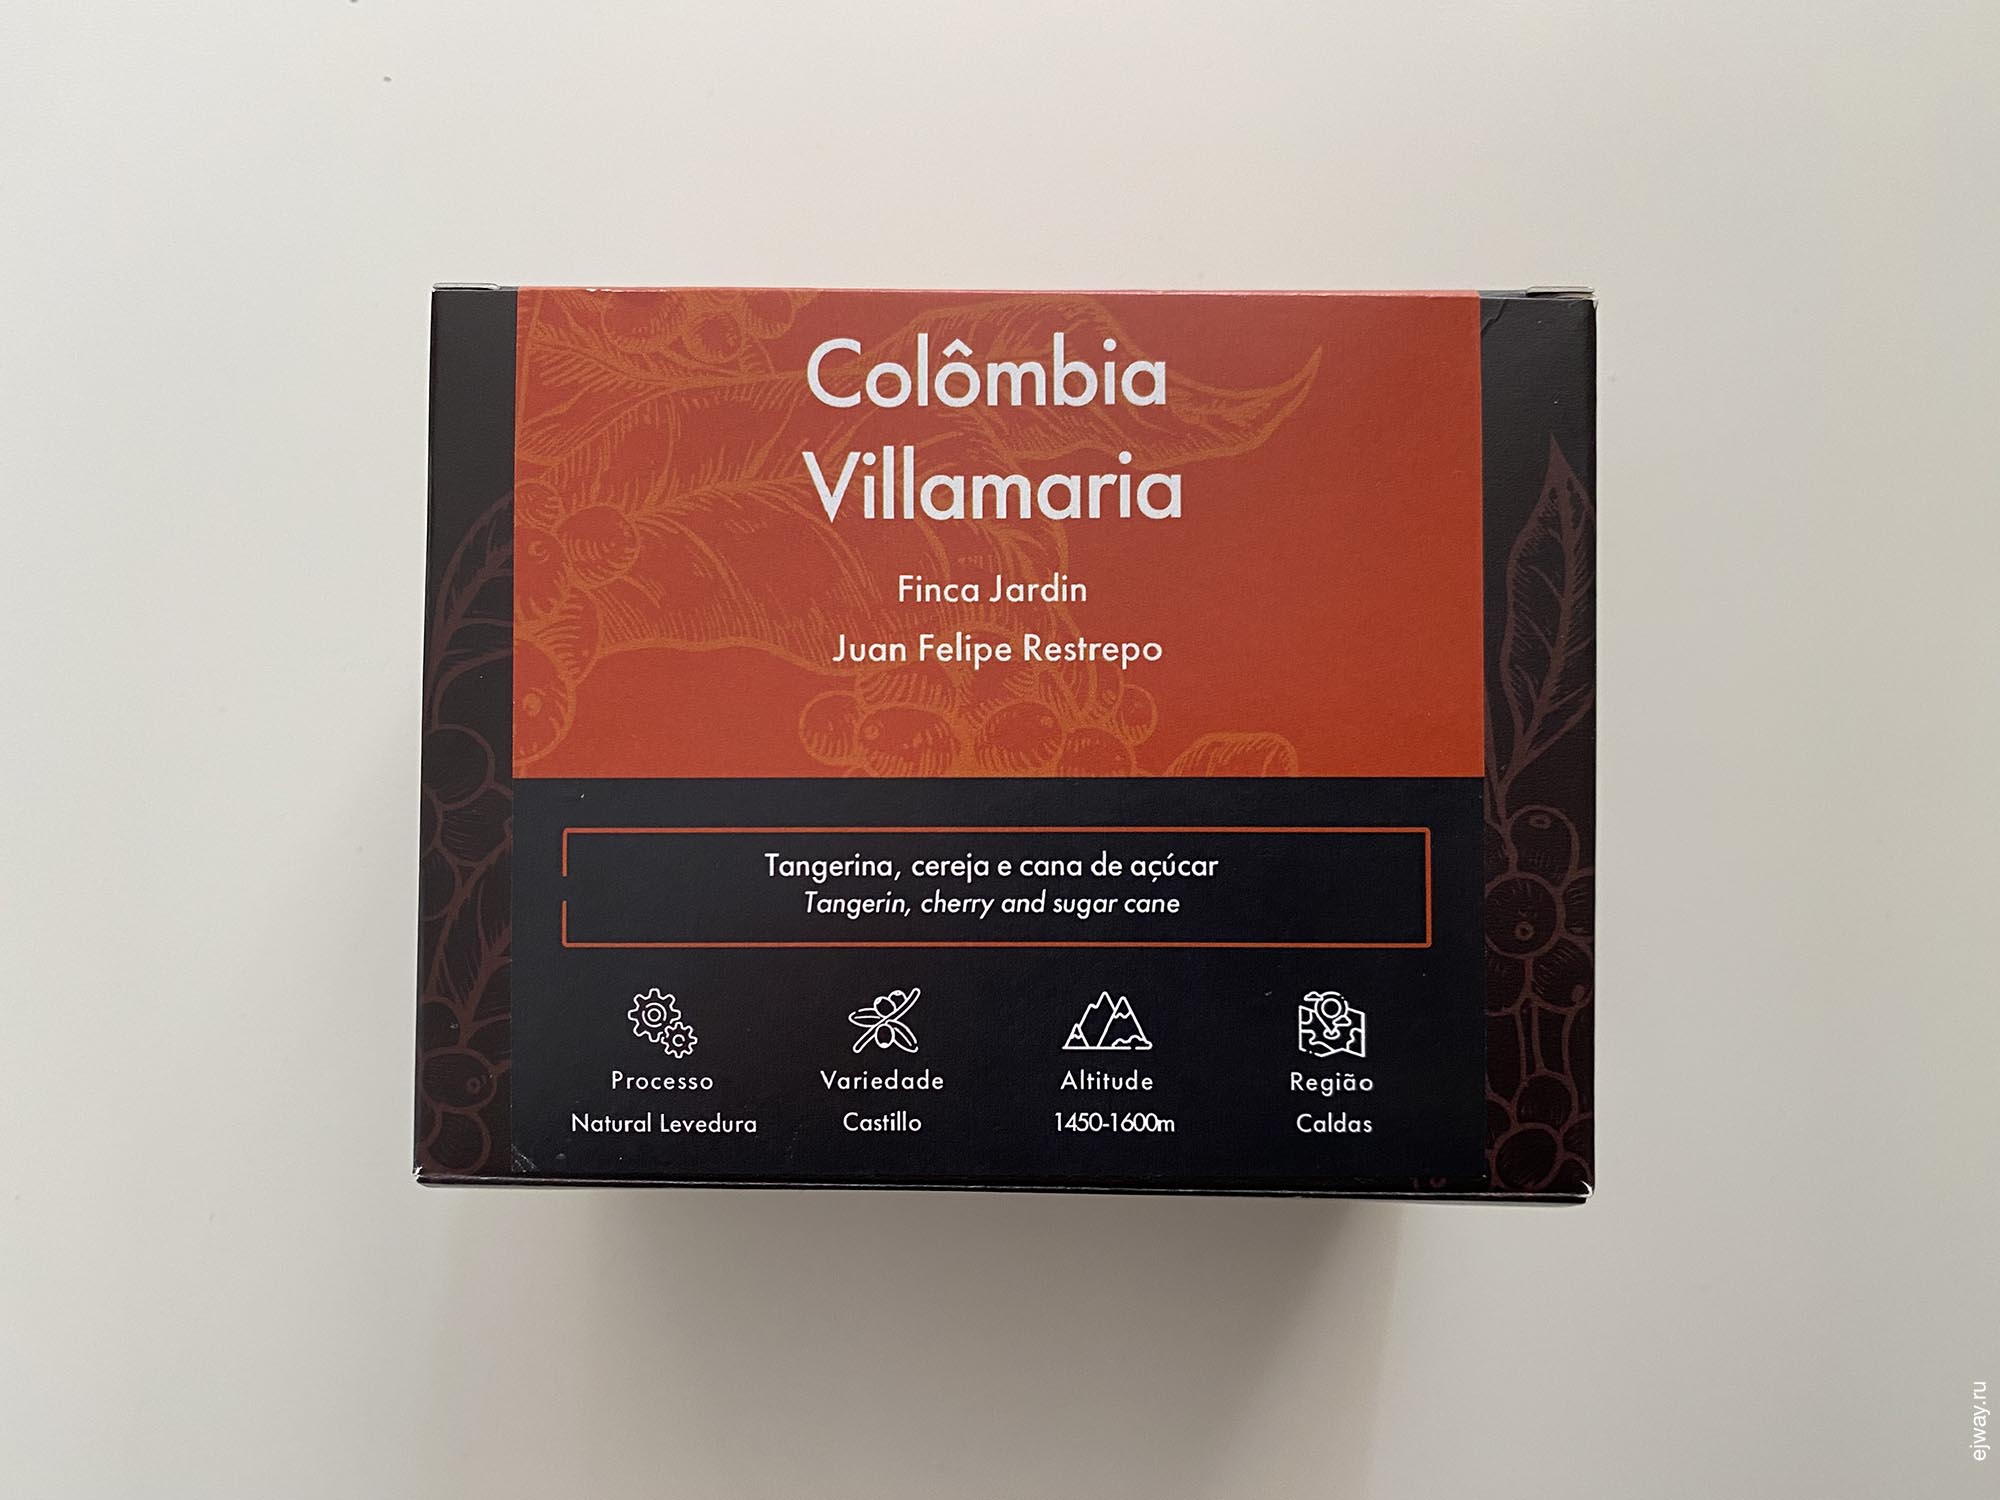 Colômbia
Villamaria
Finca Jardin
Juan Felipe Restrepo
Tangerina, cereja e cana de açúcar
Tangerin, cherry and sugar cane
Processo
Natural Levedura
Variedade
Castillo
Altitude
1450-1600m
Região
Caldas
ejway.ru